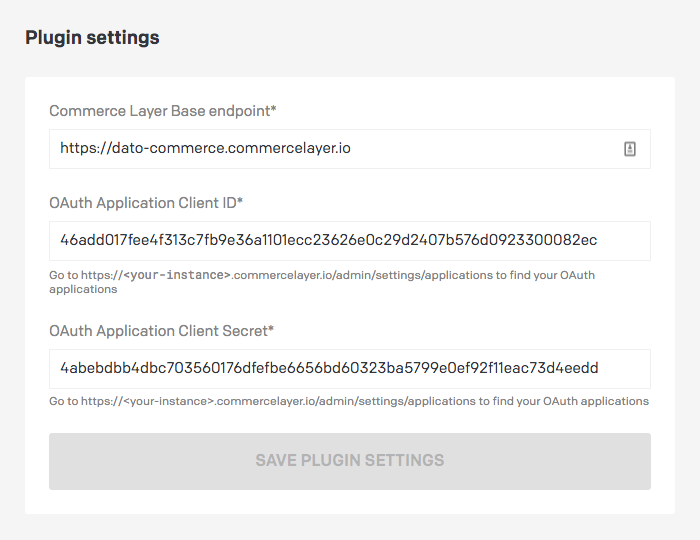 Plugin settings
Commerce Layer Base endpoint*
https://dato-commerce.commercelayer.io
OAuth Application Client ID*
46add017fee4f313c7fb9e36a1101ecc23626e0c29d2407b576d0923300082ec
Go to https://<your-instance>.commercelayer.io/admin/settings/applications to find your OAuth
applications
OAuth Application Client Secret*
4abebdbb4dbc703560176dfefbe6656bd60323ba5799e0ef92f11eac73d4eedd
Go to https://<your-instance>.commercelayer.io/admin/settings/applications to find your OAuth applications
SAVE PLUGIN SETTINGS